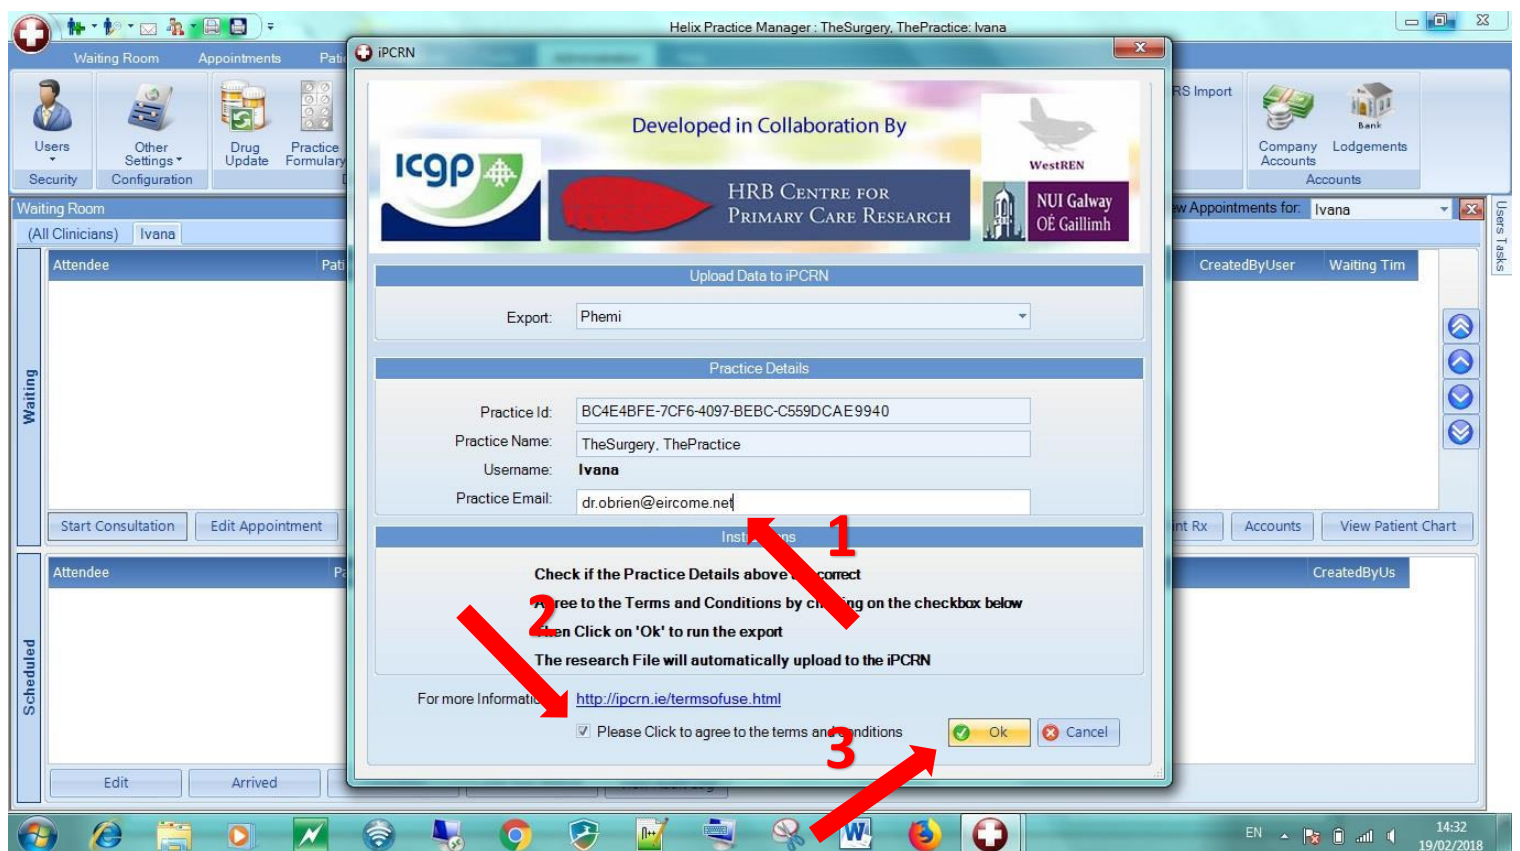 Helix Practice Manager : TheSurgery, ThePractice: Ivana
iPCRN
Waiting Room
Appointments
RS Import
Users
Other Settings
Drug Update
Practice Formulary
Company Accounts
Bank
Lodgements
Security
Configuration
Accounts
Developed in Collaboration By
Icgp
WestREN
HRB CENTRE FOR
PRIMARY CARE RESEARCH
NUI Galway
OÉ Gaillimh
Waiting Room
(All Clinicians)
Ivana
Appointments for:
Ivana
Users Tasks
Attendee
CreatedByUser
Waiting Tim
Upload Data to iPCRN
Export:
Phemi
Waiting
Practice Details
Practice Id:
BC4E4BFE-7CF6-4097-BEBC-C559DCAE9940
Practice Name:
TheSurgery, ThePractice
Username:
Ivana
Practice Email:
dr.obrien@eircome.net
Start Consultation
Edit Appointment
Rx
Accounts
View Patient Chart
1
Attendee
CreatedByUs
Check if the Practice Details above correct
2
to the Terms and Conditions by on the checkbox below
Click on 'Ok' to run the export
The research File will automatically upload to the iPCRN
Scheduled
For more
http://ipcrn.ie/termsofuse.html
Please Click to agree to the terms and conditions
Ok
Cancel
3
Edit
Arrived
EN
14:32
19/02/2018